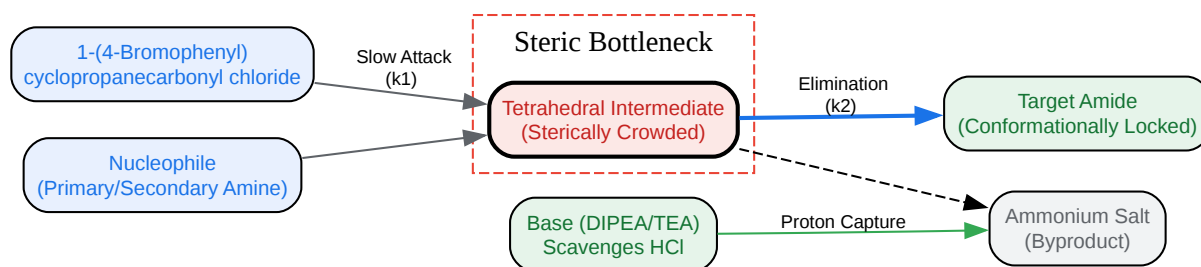 1-(4-Bromophenyl)
cyclopropanecarbonyl chloride
Nucleophile
(Primary/Secondary Amine)
Slow Attack
(k1)
Steric Bottleneck
Tetrahedral Intermediate
(Sterically Crowded)
Elimination
(k2)
Target Amide
(Conformationally Locked)
Base (DIPEA/TEA)
Scavenges HCl
Proton Capture
Ammonium Salt
(Byproduct)